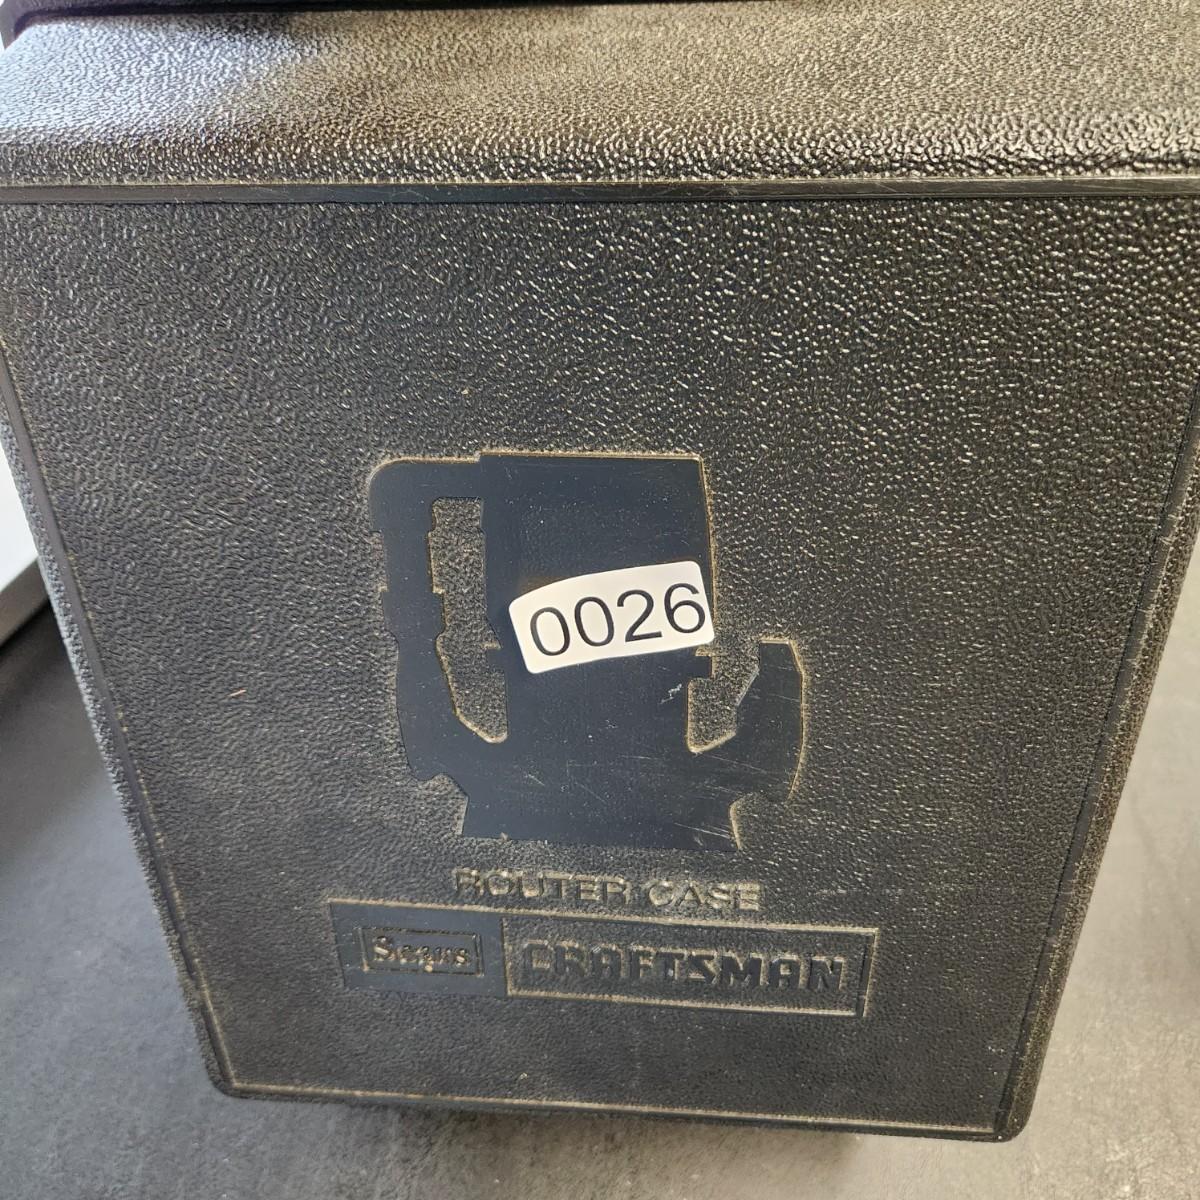 0026
ROUTER CASE
Sears CRAFTSMAN